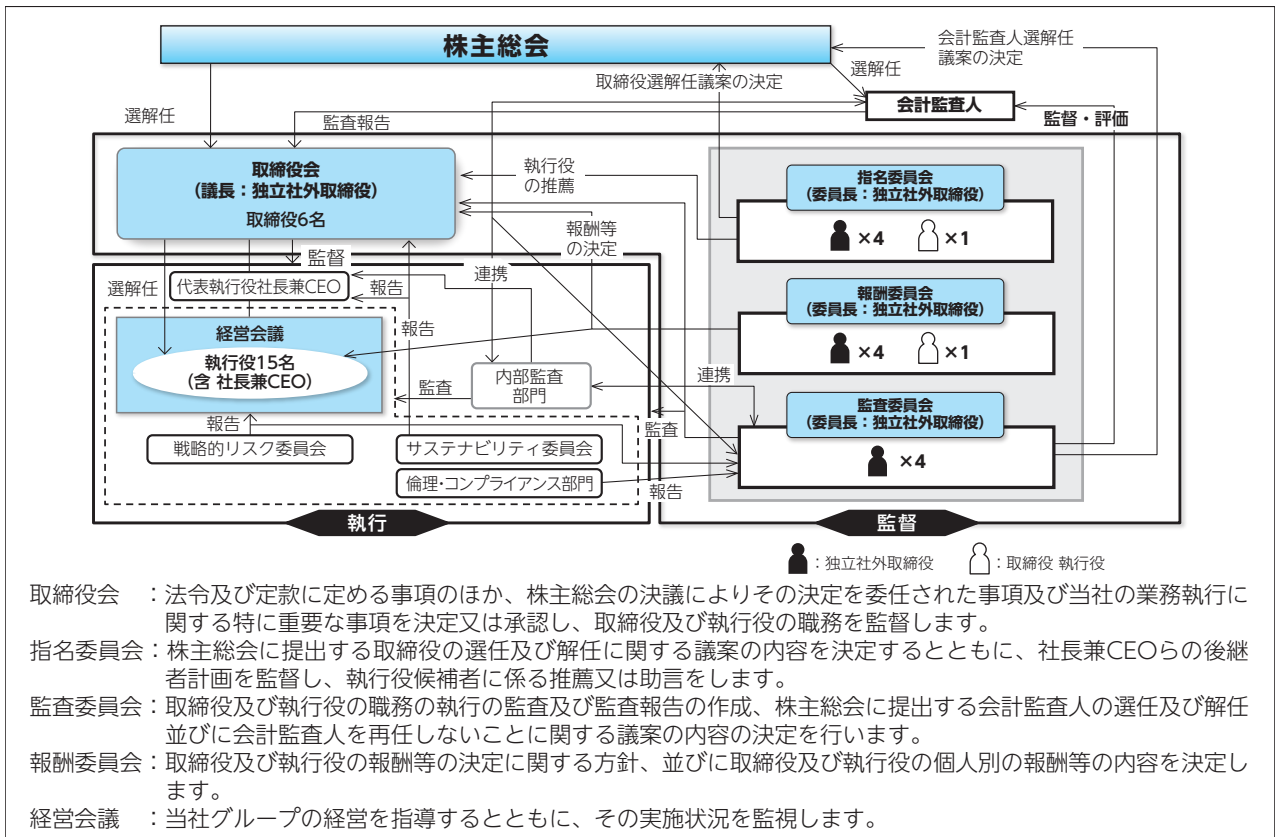 株主総会
会計監査人選解任
議案の決定
選解任
取締役選解任議案の決定
会計監査人
選解任
監査報告
監督・評価
取締役会
(議長：独立社外取締役)
取締役6名
執行役
の推薦
指名委員会
(委員長：独立社外取締役)
×4 ×1
報酬等
の決定
監督
連携
選解任
代表執行役社長兼CEO
報告
報酬委員会
(委員長：独立社外取締役)
×4 ×1
経営会議
報告
執行役15名
(含 社長兼CEO)
内部監査
部門
連携
監査
監査委員会
(委員長：独立社外取締役)
×4
報告
監査
戦略的リスク委員会
サステナビリティ委員会
倫理・コンプライアンス部門
報告
執行
監督
：独立社外取締役 ：取締役 執行役
取締役会 ：法令及び定款に定める事項のほか、株主総会の決議によりその決定を委任された事項及び当社の業務執行に
関する特に重要な事項を決定又は承認し、取締役及び執行役の職務を監督します。
指名委員会：株主総会に提出する取締役の選任及び解任に関する議案の内容を決定するとともに、社長兼CEOらの後継
者計画を監督し、執行役候補者に係る推薦又は助言をします。
監査委員会：取締役及び執行役の職務の執行の監査及び監査報告の作成、株主総会に提出する会計監査人の選任及び解任
並びに会計監査人を再任しないことに関する議案の内容の決定を行います。
報酬委員会：取締役及び執行役の報酬等の決定に関する方針、並びに取締役及び執行役の個人別の報酬等の内容を決定し
ます。
経営会議 ：当社グループの経営を指導するとともに、その実施状況を監視します。